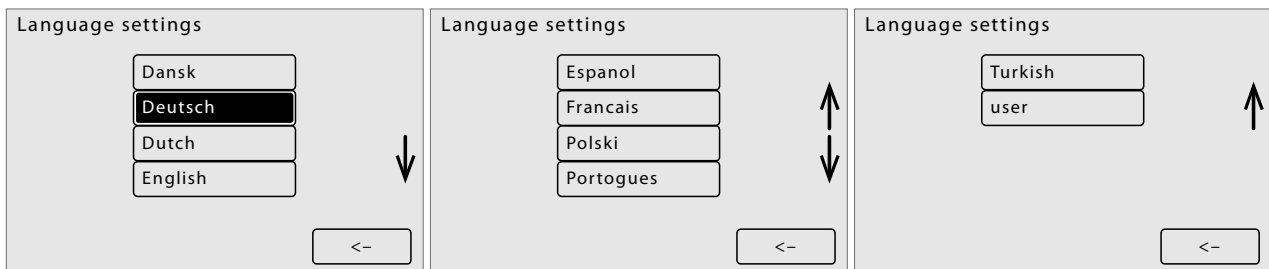 Language settings
Dansk
Deutsch
Dutch
English
<–
Language settings
Espanol
Francais
Polski
Portogues
<–
Language settings
Turkish
user
<–